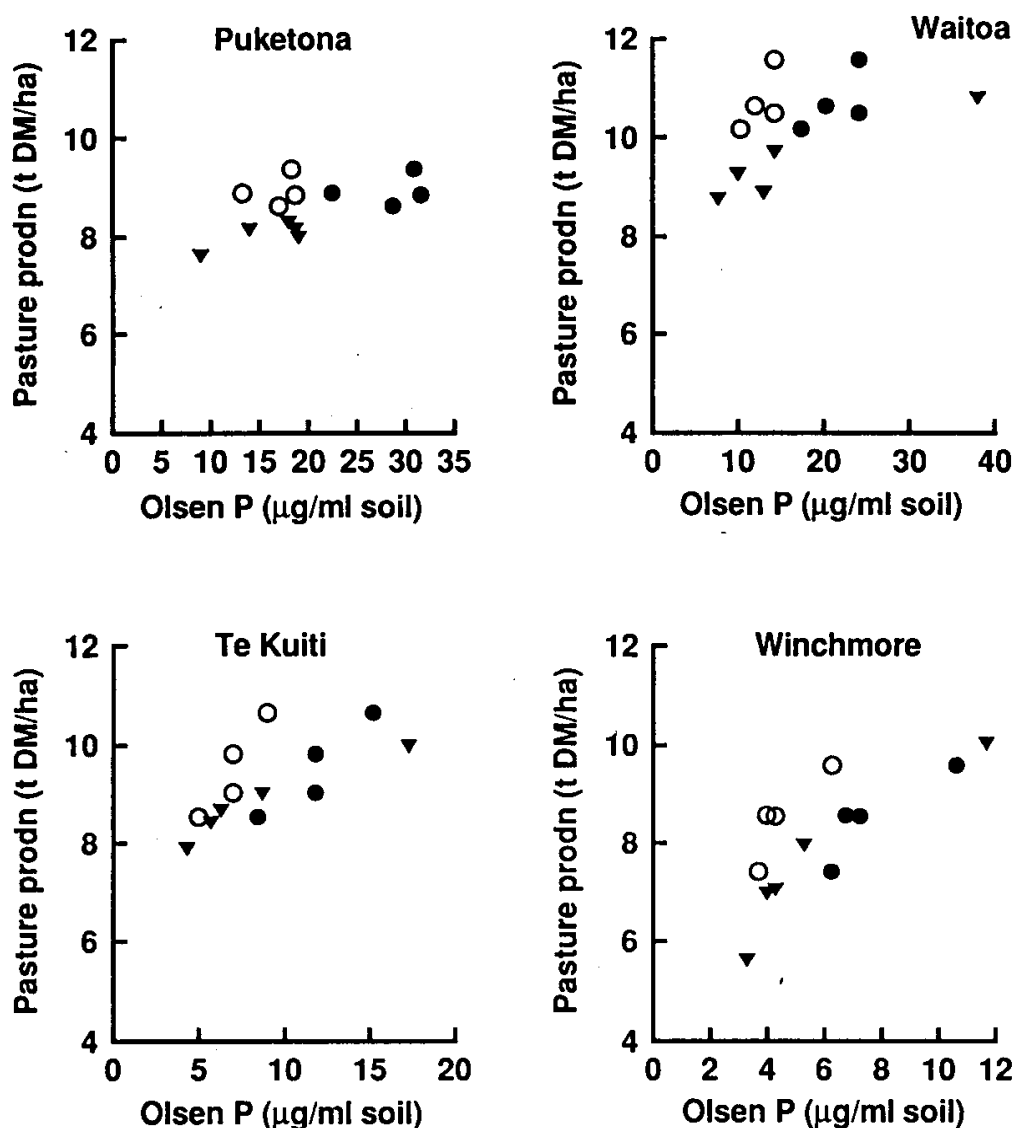 Puketona
12
10
8
6
4
Pasture prodn (t DM/ha)
0 5 10 15 20 25 30 35
Olsen P (μg/ml soil)
Waitoa
12
10
8
6
4
Pasture prodn (t DM/ha)
0 10 20 30 40
Olsen P (μg/ml soil)
Te Kuiti
12
10
8
6
4
Pasture prodn (t DM/ha)
5 10 15 20
Olsen P (μg/ml soil)
Winchmore
12
10
8
6
4
Pasture prodn (t DM/ha)
0 2 4 6 8 10 12
Olsen P (μg/ml soil)